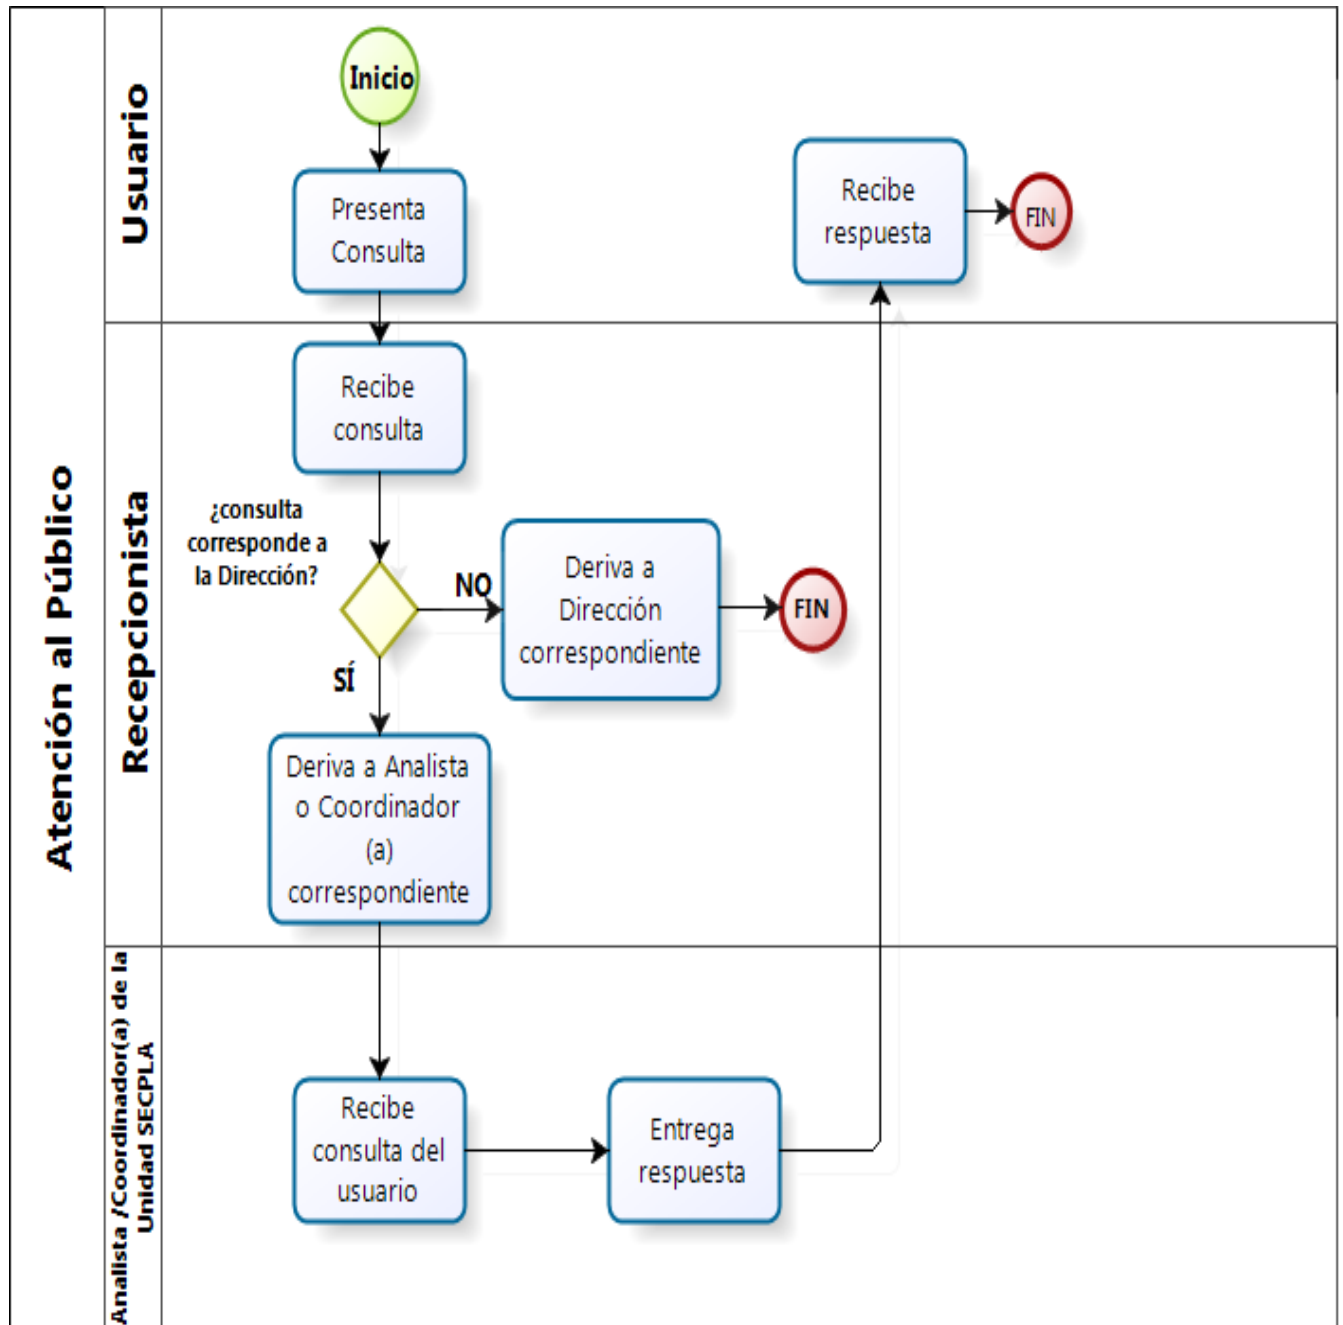 Atención al Público
Usuario
Inicio
Presenta
Consulta
Recibe
respuesta
FIN
Recepcionista
Recibe
consulta
¿consulta
corresponde a
la Dirección?
NO
SÍ
Deriva a
Dirección
correspondiente
FIN
Deriva a Analista
o Coordinador
(a)
correspondiente
Analista /Coordinador(a) de la
Unidad SECPLA
Recibe
consulta del
usuario
Entrega
respuesta